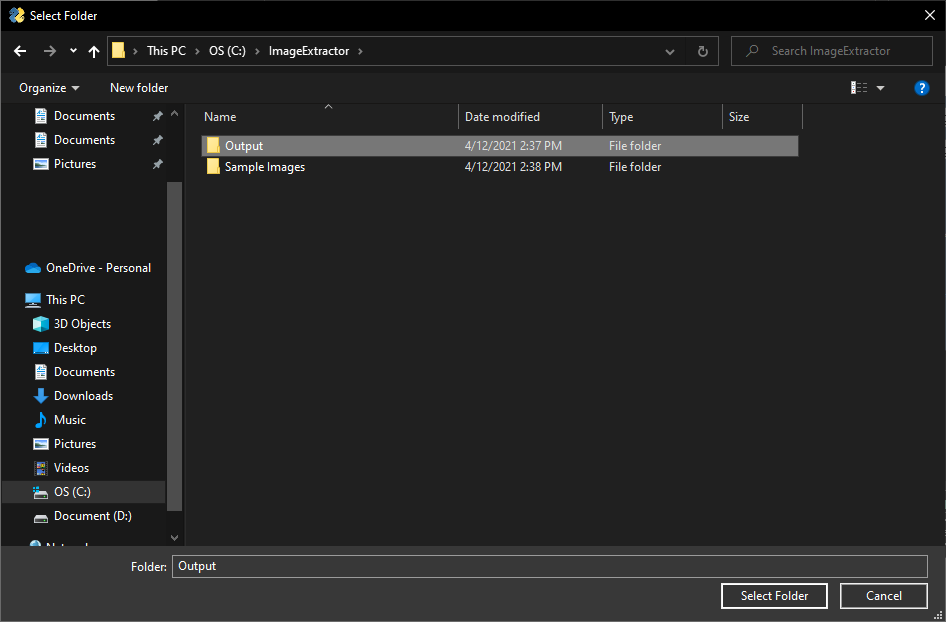 Select Folder
This PC OS (C:) ImageExtractor Search ImageExtractor
Organize New folder ?
Name Date modified Type Size
Documents
Documents
Pictures
Output 4/12/2021 2:37 PM File folder
Sample Images 4/12/2021 2:38 PM File folder
OneDrive - Personal
This PC
3D Objects
Desktop
Documents
Downloads
Music
Pictures
Videos
OS (C:)
Document (D:)
Folder: Output
Select Folder Cancel